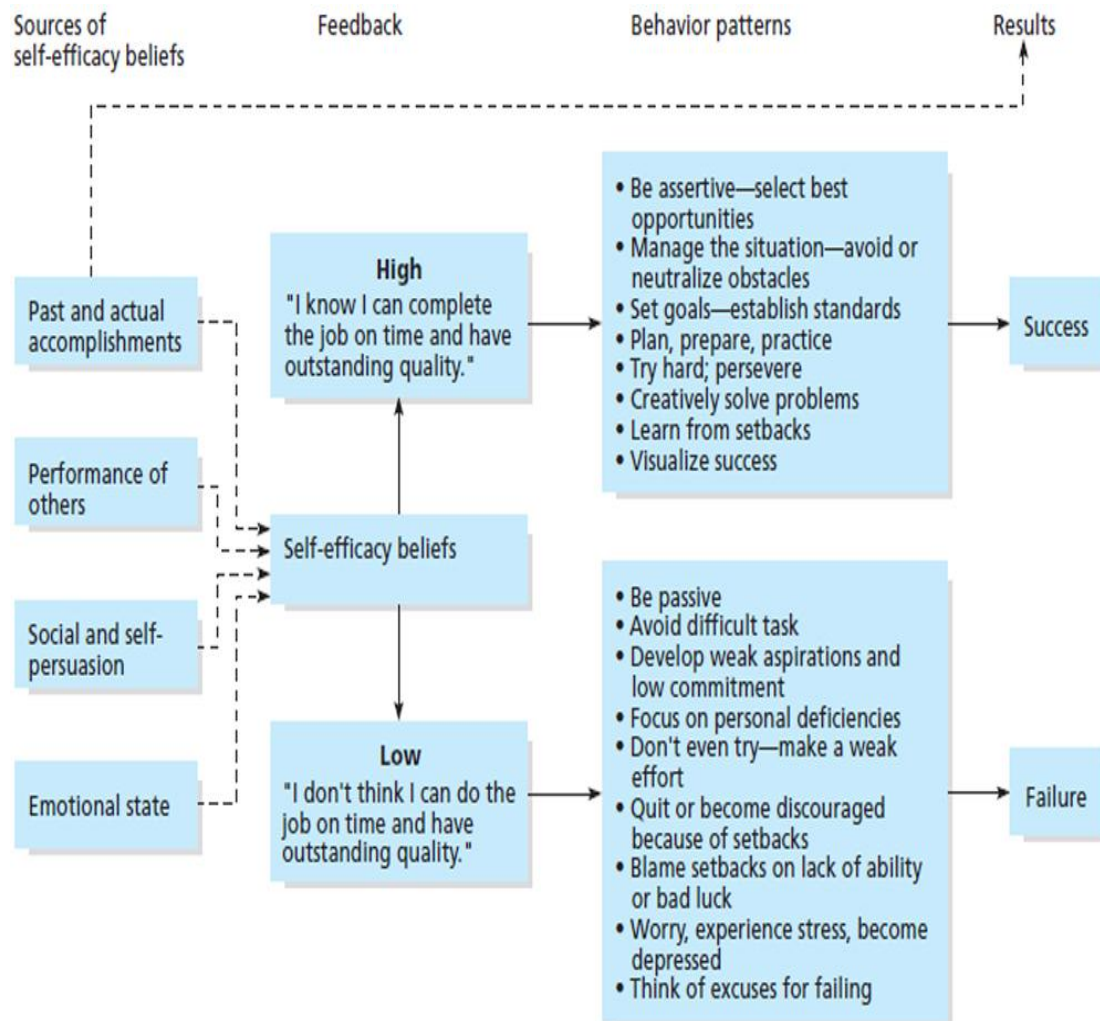 Sources of
self-efficacy beliefs
Feedback
Behavior patterns
Results
Past and actual
accomplishments
Performance of
others
Social and self-
persuasion
Emotional state
High
"I know I can complete
the job on time and have
outstanding quality."
Self-efficacy beliefs
Low
"I don't think I can do the
job on time and have
outstanding quality."
• Be assertive—select best
opportunities
• Manage the situation—avoid or
neutralize obstacles
• Set goals—establish standards
• Plan, prepare, practice
• Try hard; persevere
• Creatively solve problems
• Learn from setbacks
• Visualize success
• Be passive
• Avoid difficult task
• Develop weak aspirations and
low commitment
• Focus on personal deficiencies
• Don't even try—make a weak
effort
• Quit or become discouraged
because of setbacks
• Blame setbacks on lack of ability
or bad luck
• Worry, experience stress, become
depressed
• Think of excuses for failing
Success
Failure